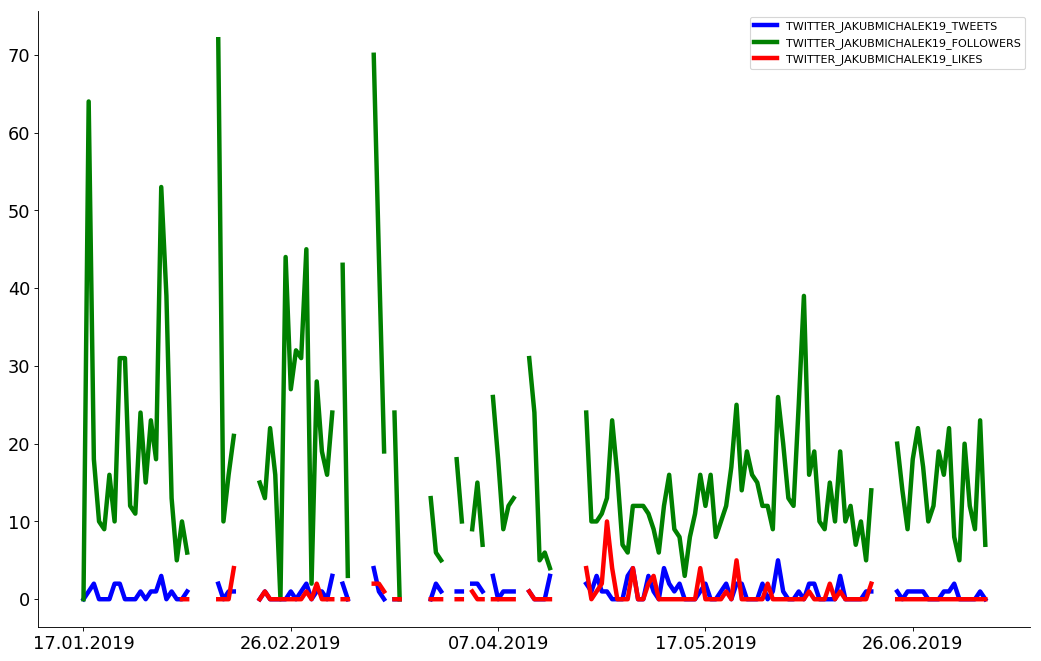 TWITTER_JAKUBMICHALEK19_TWEETS
TWITTER_JAKUBMICHALEK19_FOLLOWERS
TWITTER_JAKUBMICHALEK19_LIKES
70
60
50
40
30
20
10
0
17.01.2019 26.02.2019 07.04.2019 17.05.2019 26.06.2019